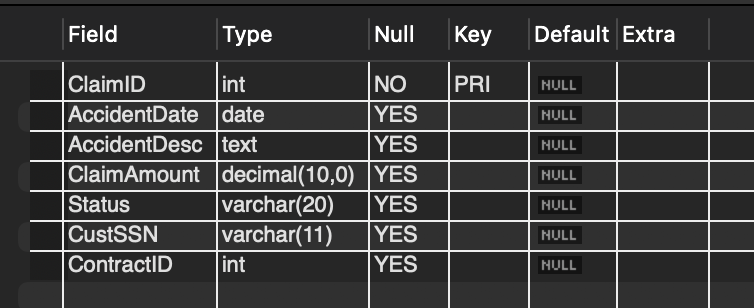 Field Type Null Key Default Extra
ClaimID int NO PRI NULL
AccidentDate date YES NULL
AccidentDesc text YES NULL
ClaimAmount decimal(10,0) YES NULL
Status varchar(20) YES NULL
CustSSN varchar(11) YES NULL
ContractID int YES NULL